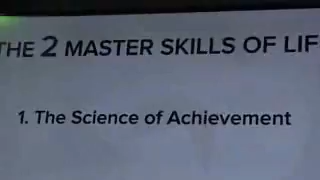 THE 2 MASTER SKILLS OF LIF
1. The Science of Achievement